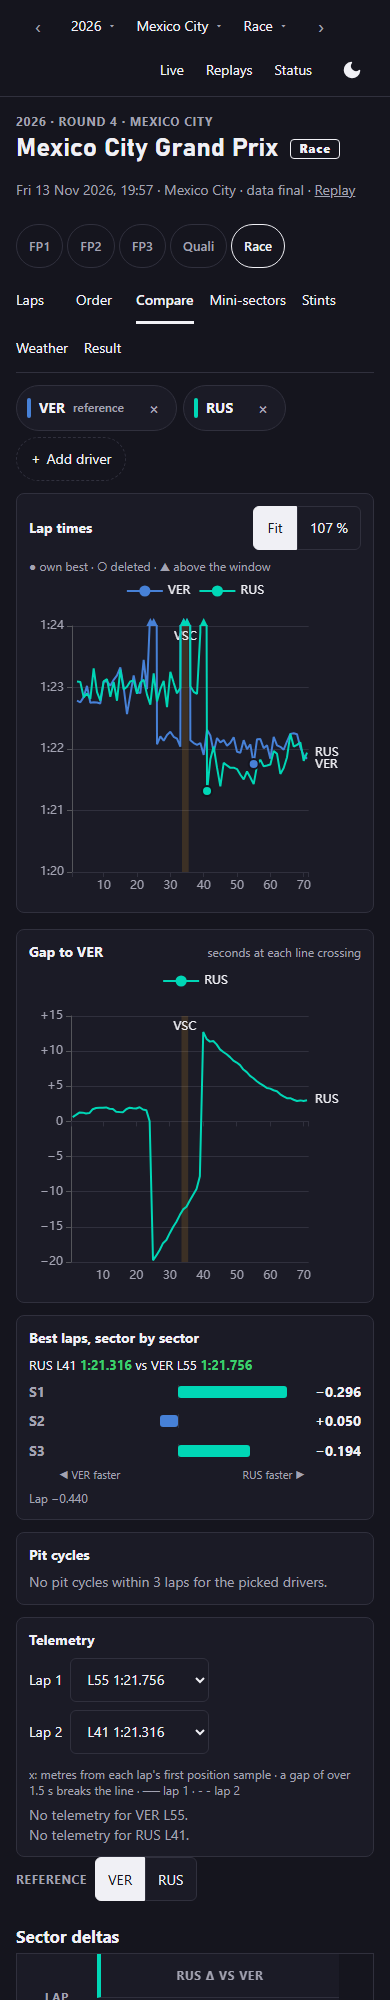 ‹ 2026 Mexico City Race ›
Live Replays Status
2026 · ROUND 4 · MEXICO CITY
Mexico City Grand Prix Race
Fri 13 Nov 2026, 19:57 · Mexico City · data final · Replay
FP1 FP2 FP3 Quali Race
Laps Order Compare Mini-sectors Stints
Weather Result
VER reference ×
RUS ×
+ Add driver
Lap times Fit 107 %
● own best · ○ deleted · ▲ above the window
VER RUS
1:24
VSC
1:23
1:22
RUS
VER
1:21
1:20
10 20 30 40 50 60 70
Gap to VER seconds at each line crossing
RUS
+15
VSC
+10
+5
RUS
0
−5
−10
−15
−20
10 20 30 40 50 60 70
Best laps, sector by sector
RUS L41 1:21.316 vs VER L55 1:21.756
S1 −0.296
S2 +0.050
S3 −0.194
◀ VER faster RUS faster ▶
Lap −0.440
Pit cycles
No pit cycles within 3 laps for the picked drivers.
Telemetry
Lap 1 L55 1:21.756
Lap 2 L41 1:21.316
x: metres from each lap's first position sample · a gap of over
1.5 s breaks the line · — lap 1 · - - lap 2
No telemetry for VER L55.
No telemetry for RUS L41.
REFERENCE VER RUS
Sector deltas
RUS Δ VS VER
LAP